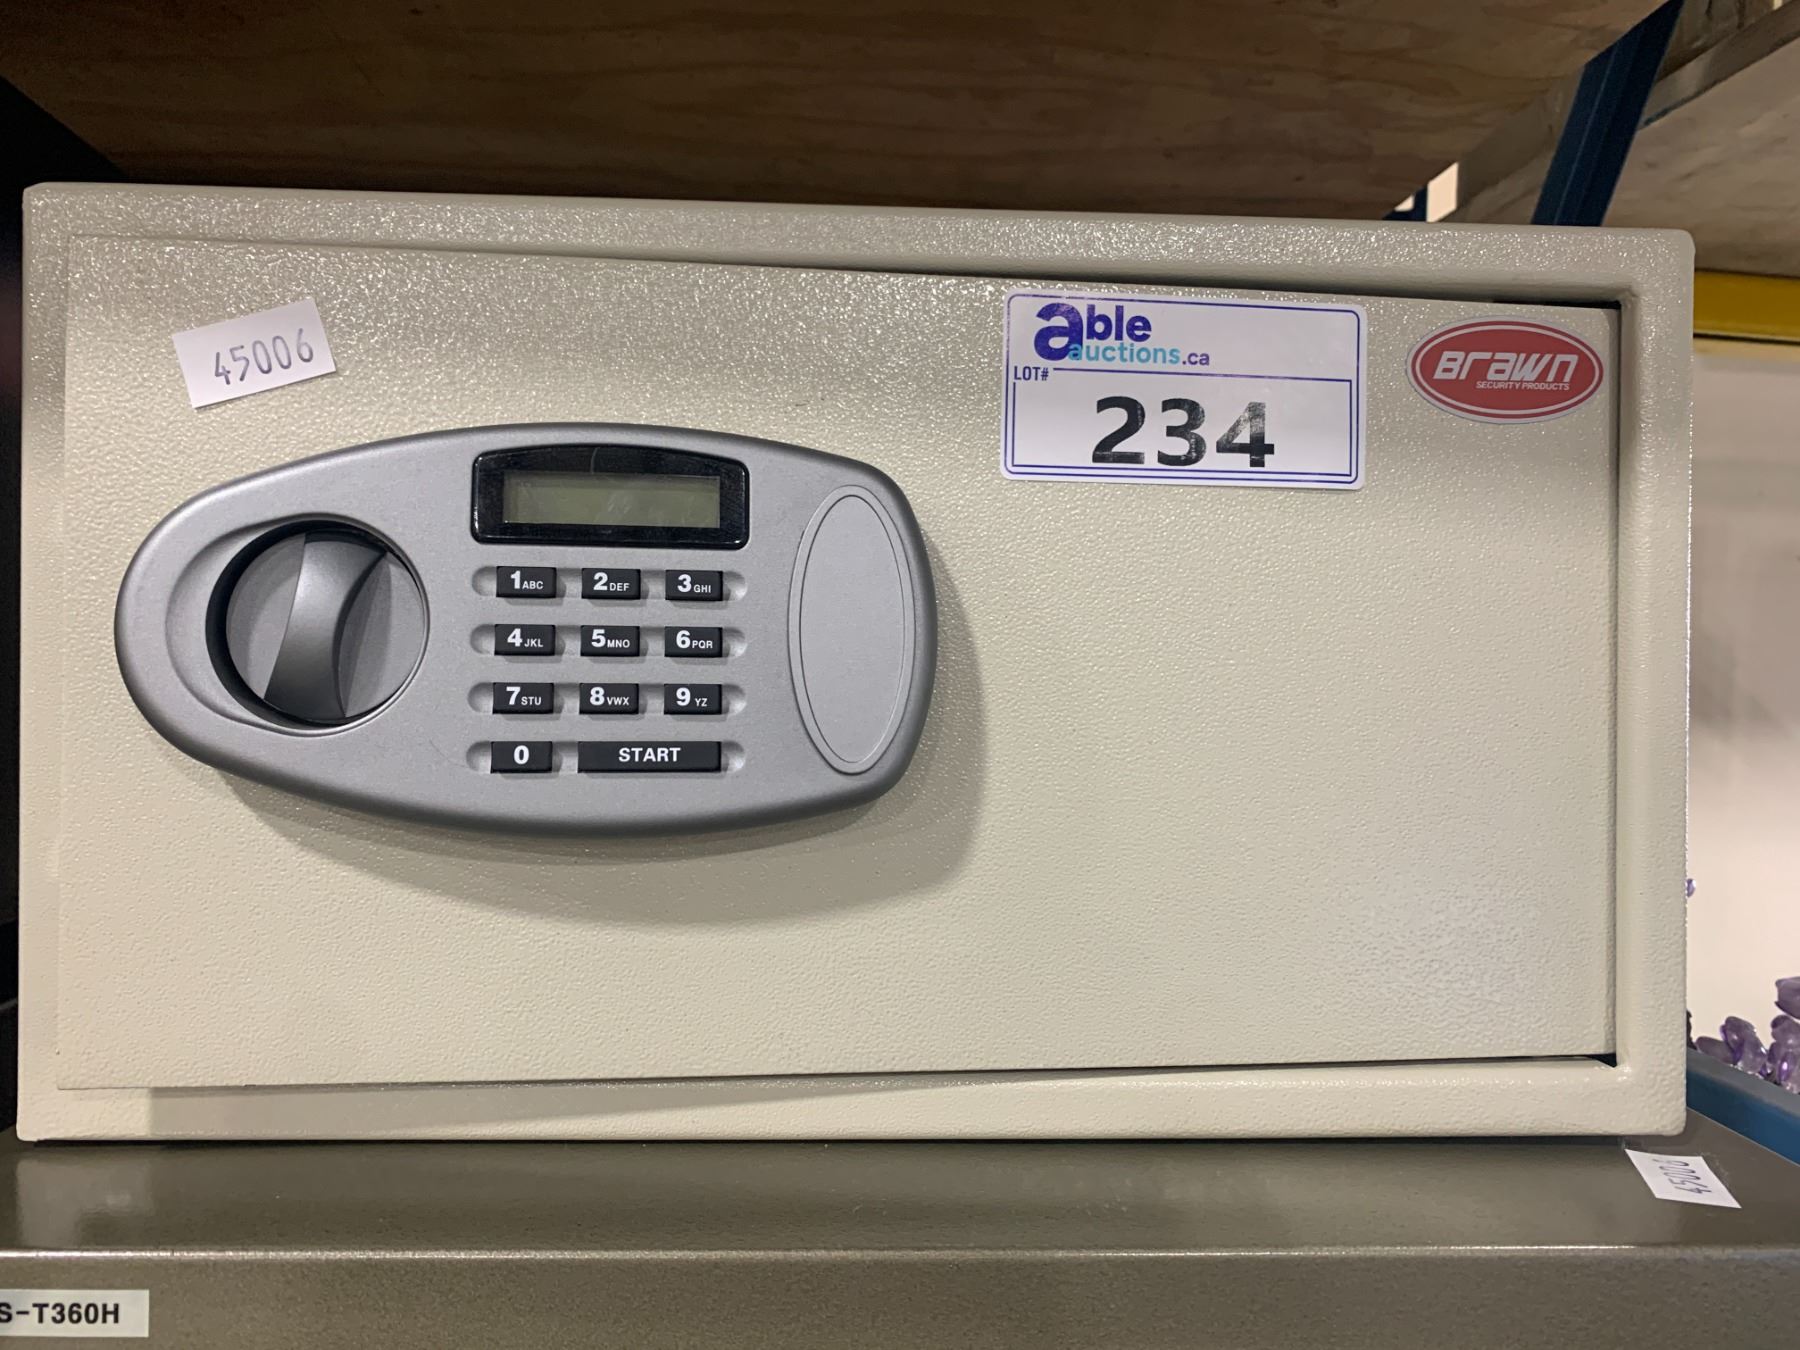 45006
able
auctions.ca
LOT#
234
Brawn
SECURITY PRODUCTS
1ABC 2DEF 3GHI
4JKL 5MNO 6PQR
7STU 8VWX 9YZ
0 START
45006
S-T360H